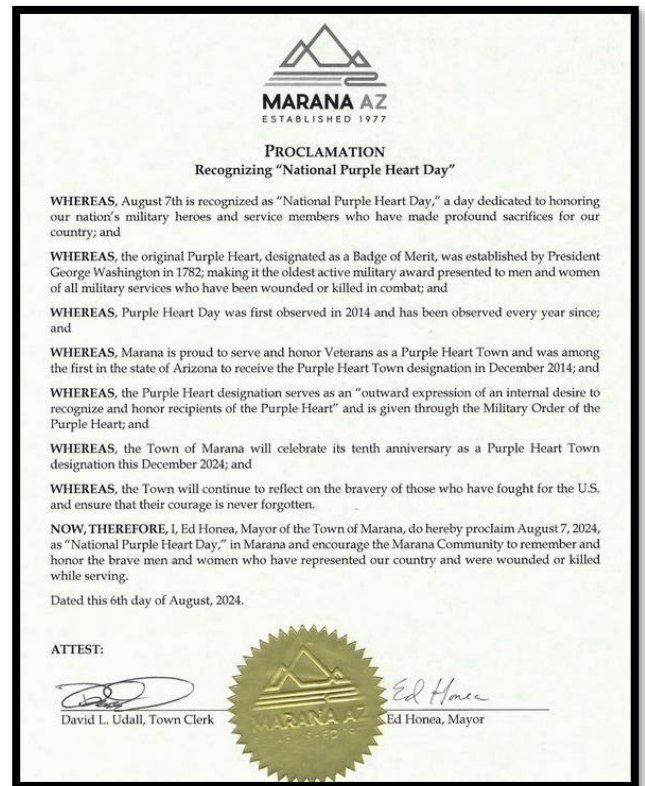 MARANA AZ
ESTABLISHED 1977
PROCLAMATION
Recognizing “National Purple Heart Day”
WHEREAS, August 7th is recognized as “National Purple Heart Day,” a day dedicated to honoring
our nation’s military heroes and service members who have made profound sacrifices for our
country; and
WHEREAS, the original Purple Heart, designated as a Badge of Merit, was established by President
George Washington in 1782; making it the oldest active military award presented to men and women
of all military services who have been wounded or killed in combat; and
WHEREAS, Purple Heart Day was first observed in 2014 and has been observed every year since;
and
WHEREAS, Marana is proud to serve and honor Veterans as a Purple Heart Town and was among
the first in the state of Arizona to receive the Purple Heart Town designation in December 2014; and
WHEREAS, the Purple Heart designation serves as an “outward expression of an internal desire to
recognize and honor recipients of the Purple Heart” and is given through the Military Order of the
Purple Heart; and
WHEREAS, the Town of Marana will celebrate its tenth anniversary as a Purple Heart Town
designation this December 2024; and
WHEREAS, the Town will continue to reflect on the bravery of those who have fought for the U.S.
and ensure that their courage is never forgotten.
NOW, THEREFORE, I, Ed Honea, Mayor of the Town of Marana, do hereby proclaim August 7, 2024,
as “National Purple Heart Day,” in Marana and encourage the Marana Community to remember and
honor the brave men and women who have represented our country and were wounded or killed
while serving.
Dated this 6th day of August, 2024.
ATTEST:
Ed Honea
David L. Udall, Town Clerk
MARANA AZ
ESTABLISHED 1977
Ed Honea, Mayor